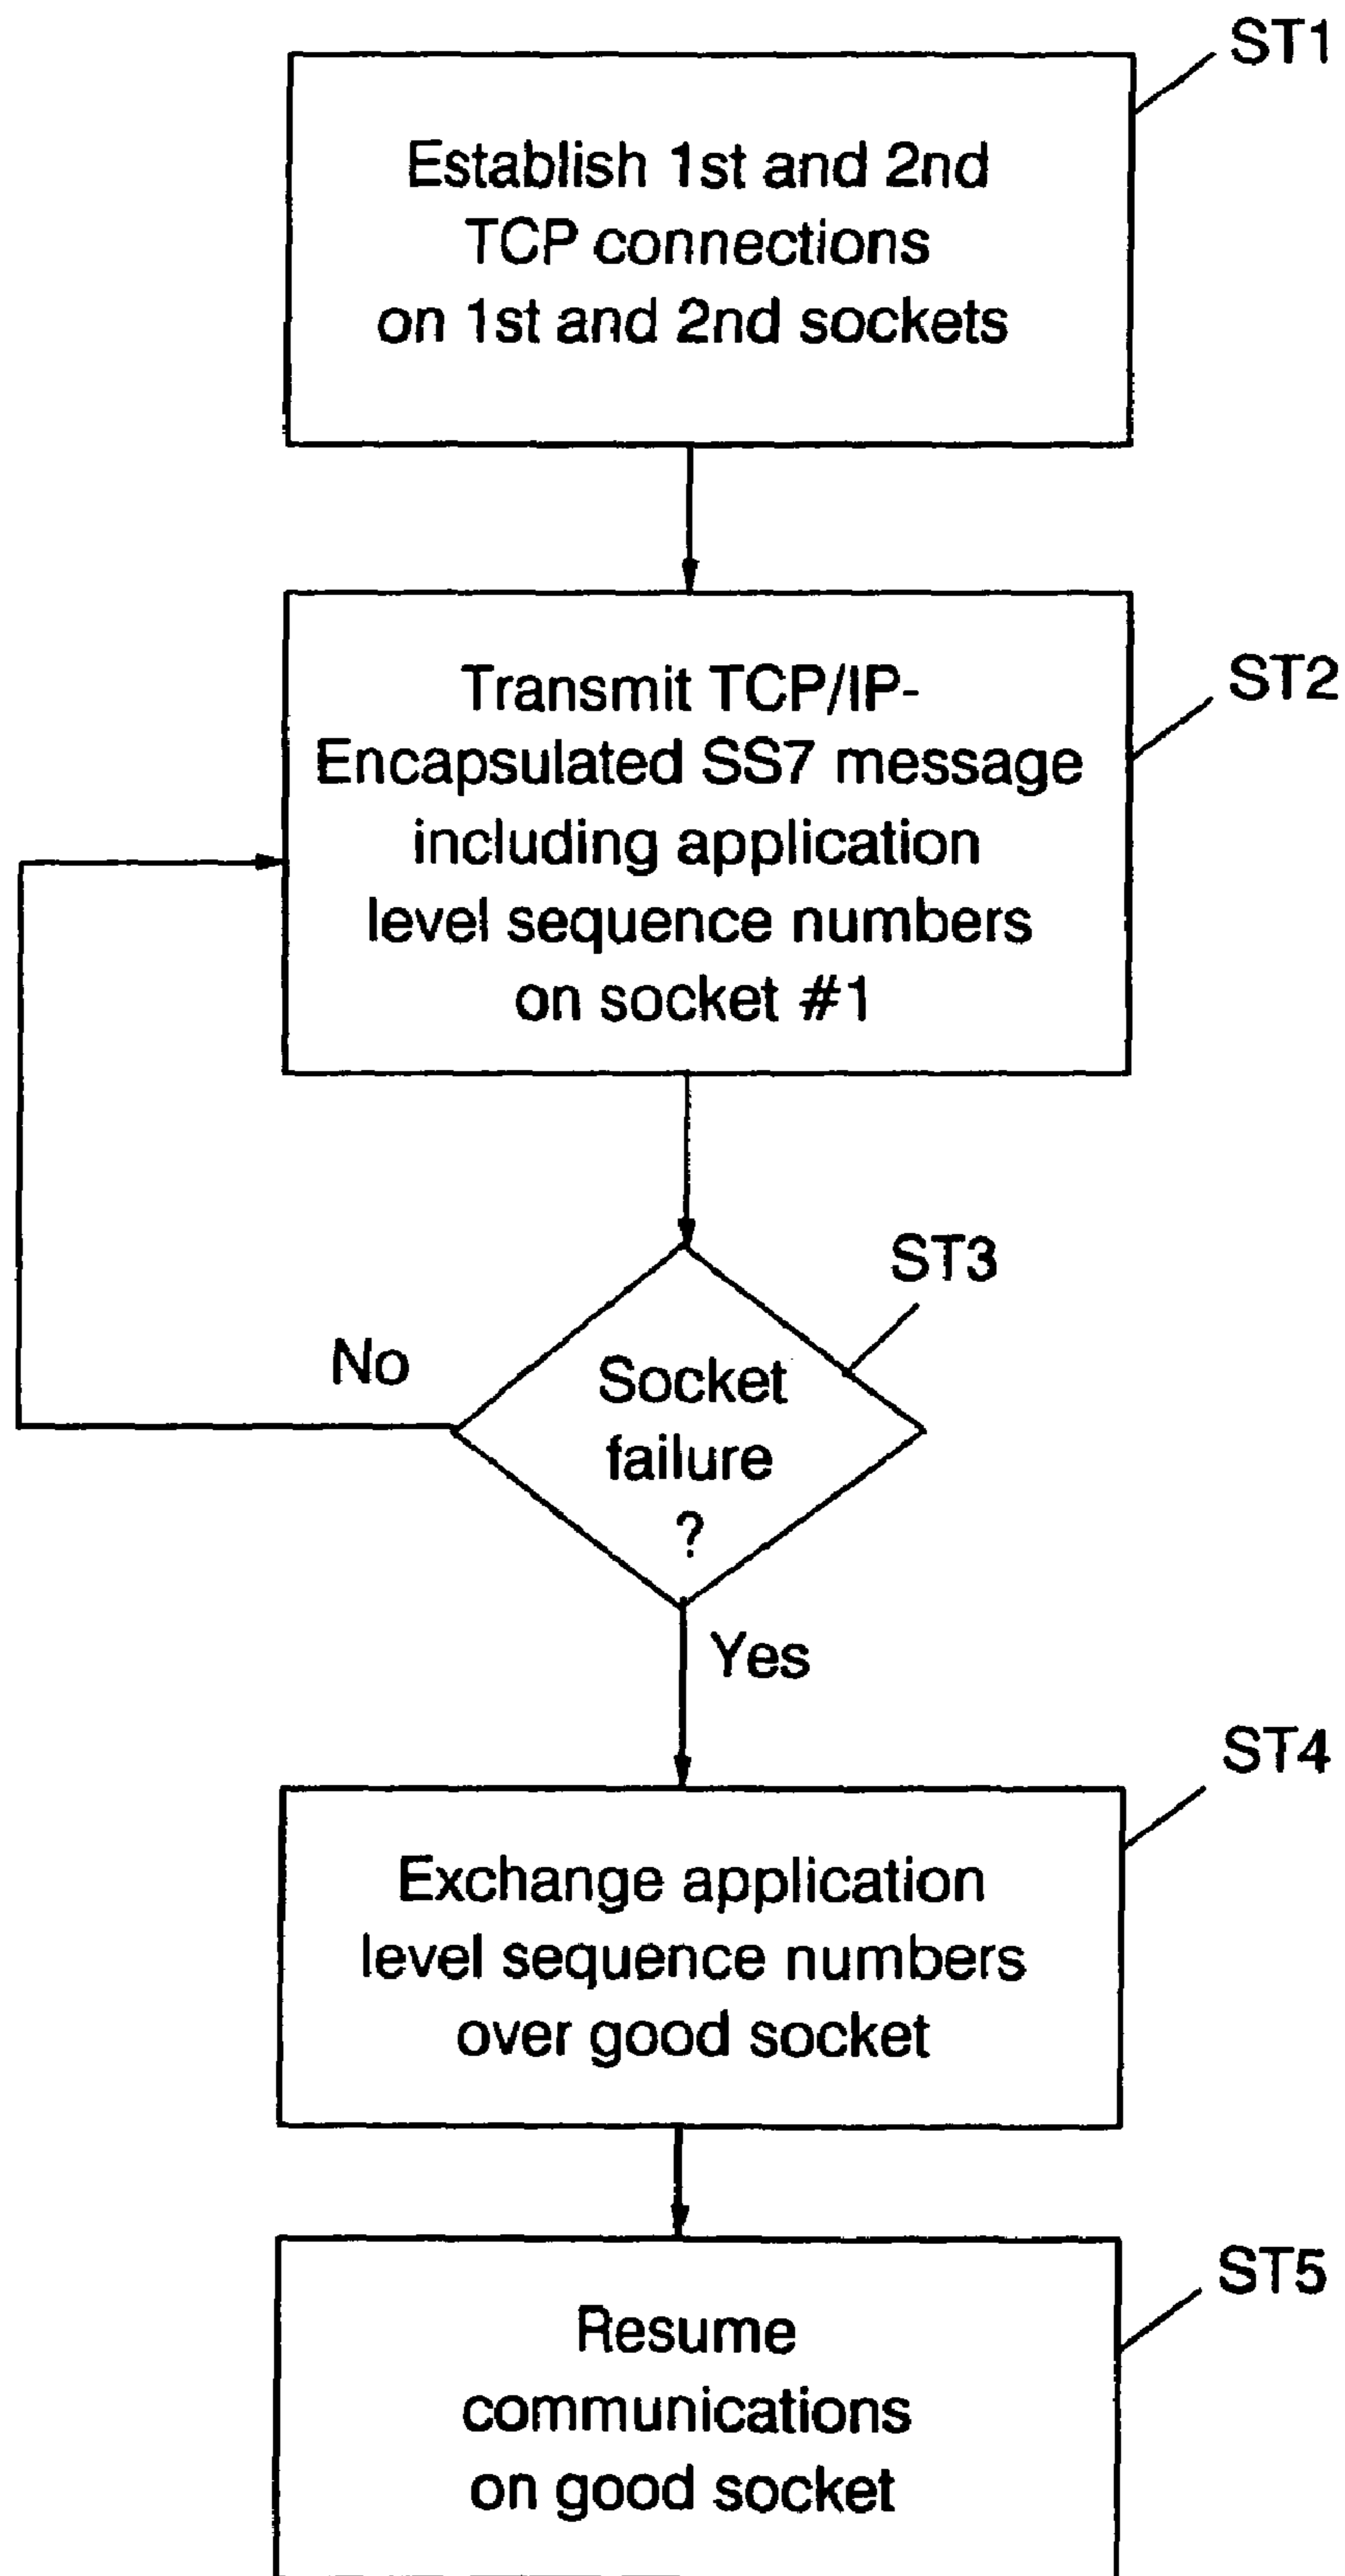 ST1
Establish 1st and 2nd
TCP connections
on 1st and 2nd sockets
ST2
Transmit TCP/IP-
Encapsulated SS7 message
including application
level sequence numbers
on socket #1
ST3
No
Socket
failure
?
Yes
ST4
Exchange application
level sequence numbers
over good socket
ST5
Resume
communications
on good socket